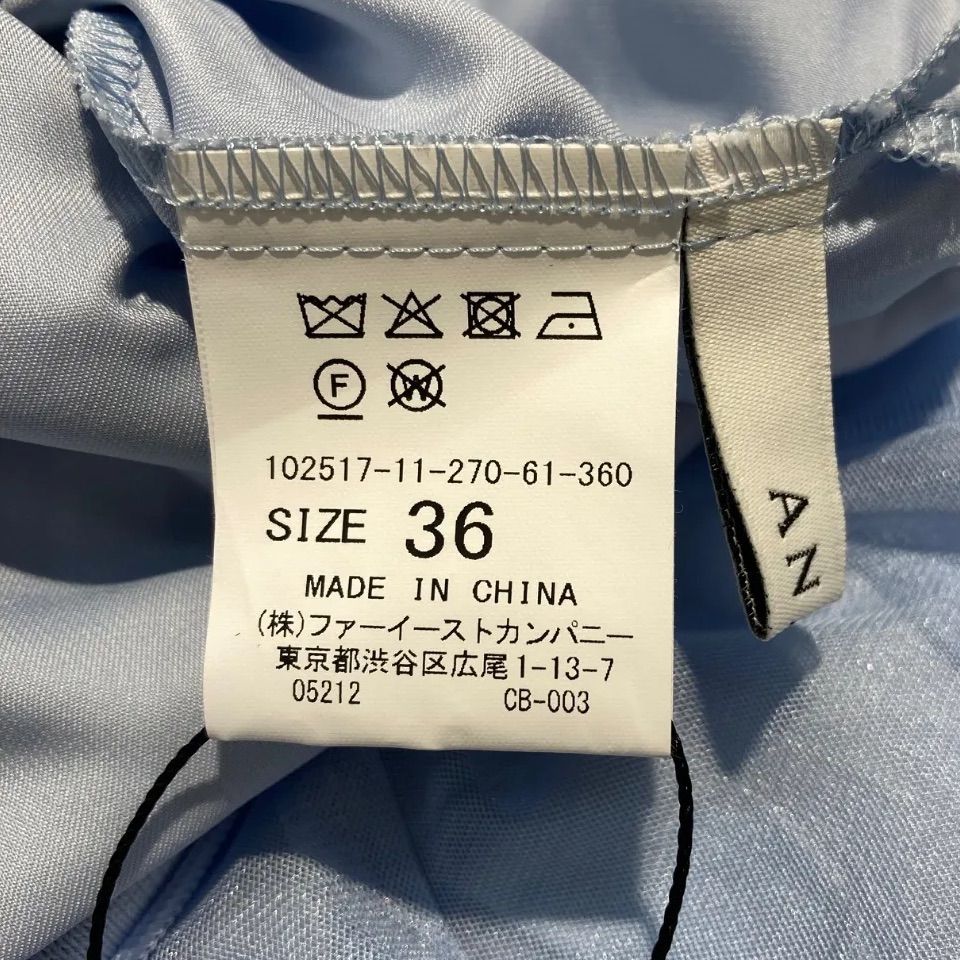 F W
102517-11-270-61-360
SIZE 36
MADE IN CHINA
(株)ファーイーストカンパニー
東京都渋谷区広尾1-13-7
05212 CB-003
AN